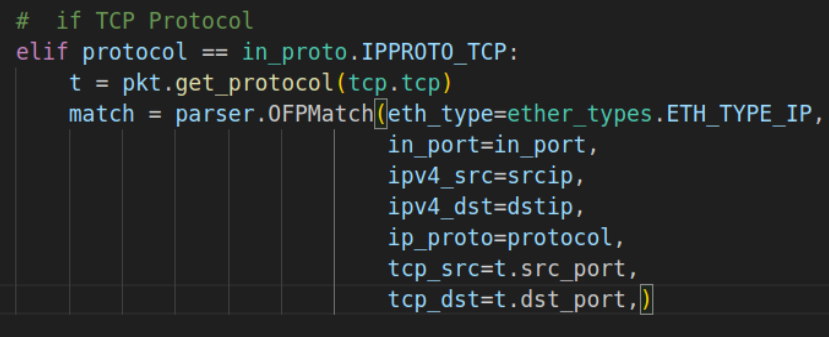 #  if TCP Protocol
elif protocol == in_proto.IPPROTO_TCP:
    t = pkt.get_protocol(tcp.tcp)
    match = parser.OFPMatch(eth_type=ether_types.ETH_TYPE_IP,
                            in_port=in_port,
                            ipv4_src=srcip,
                            ipv4_dst=dstip,
                            ip_proto=protocol,
                            tcp_src=t.src_port,
                            tcp_dst=t.dst_port,)